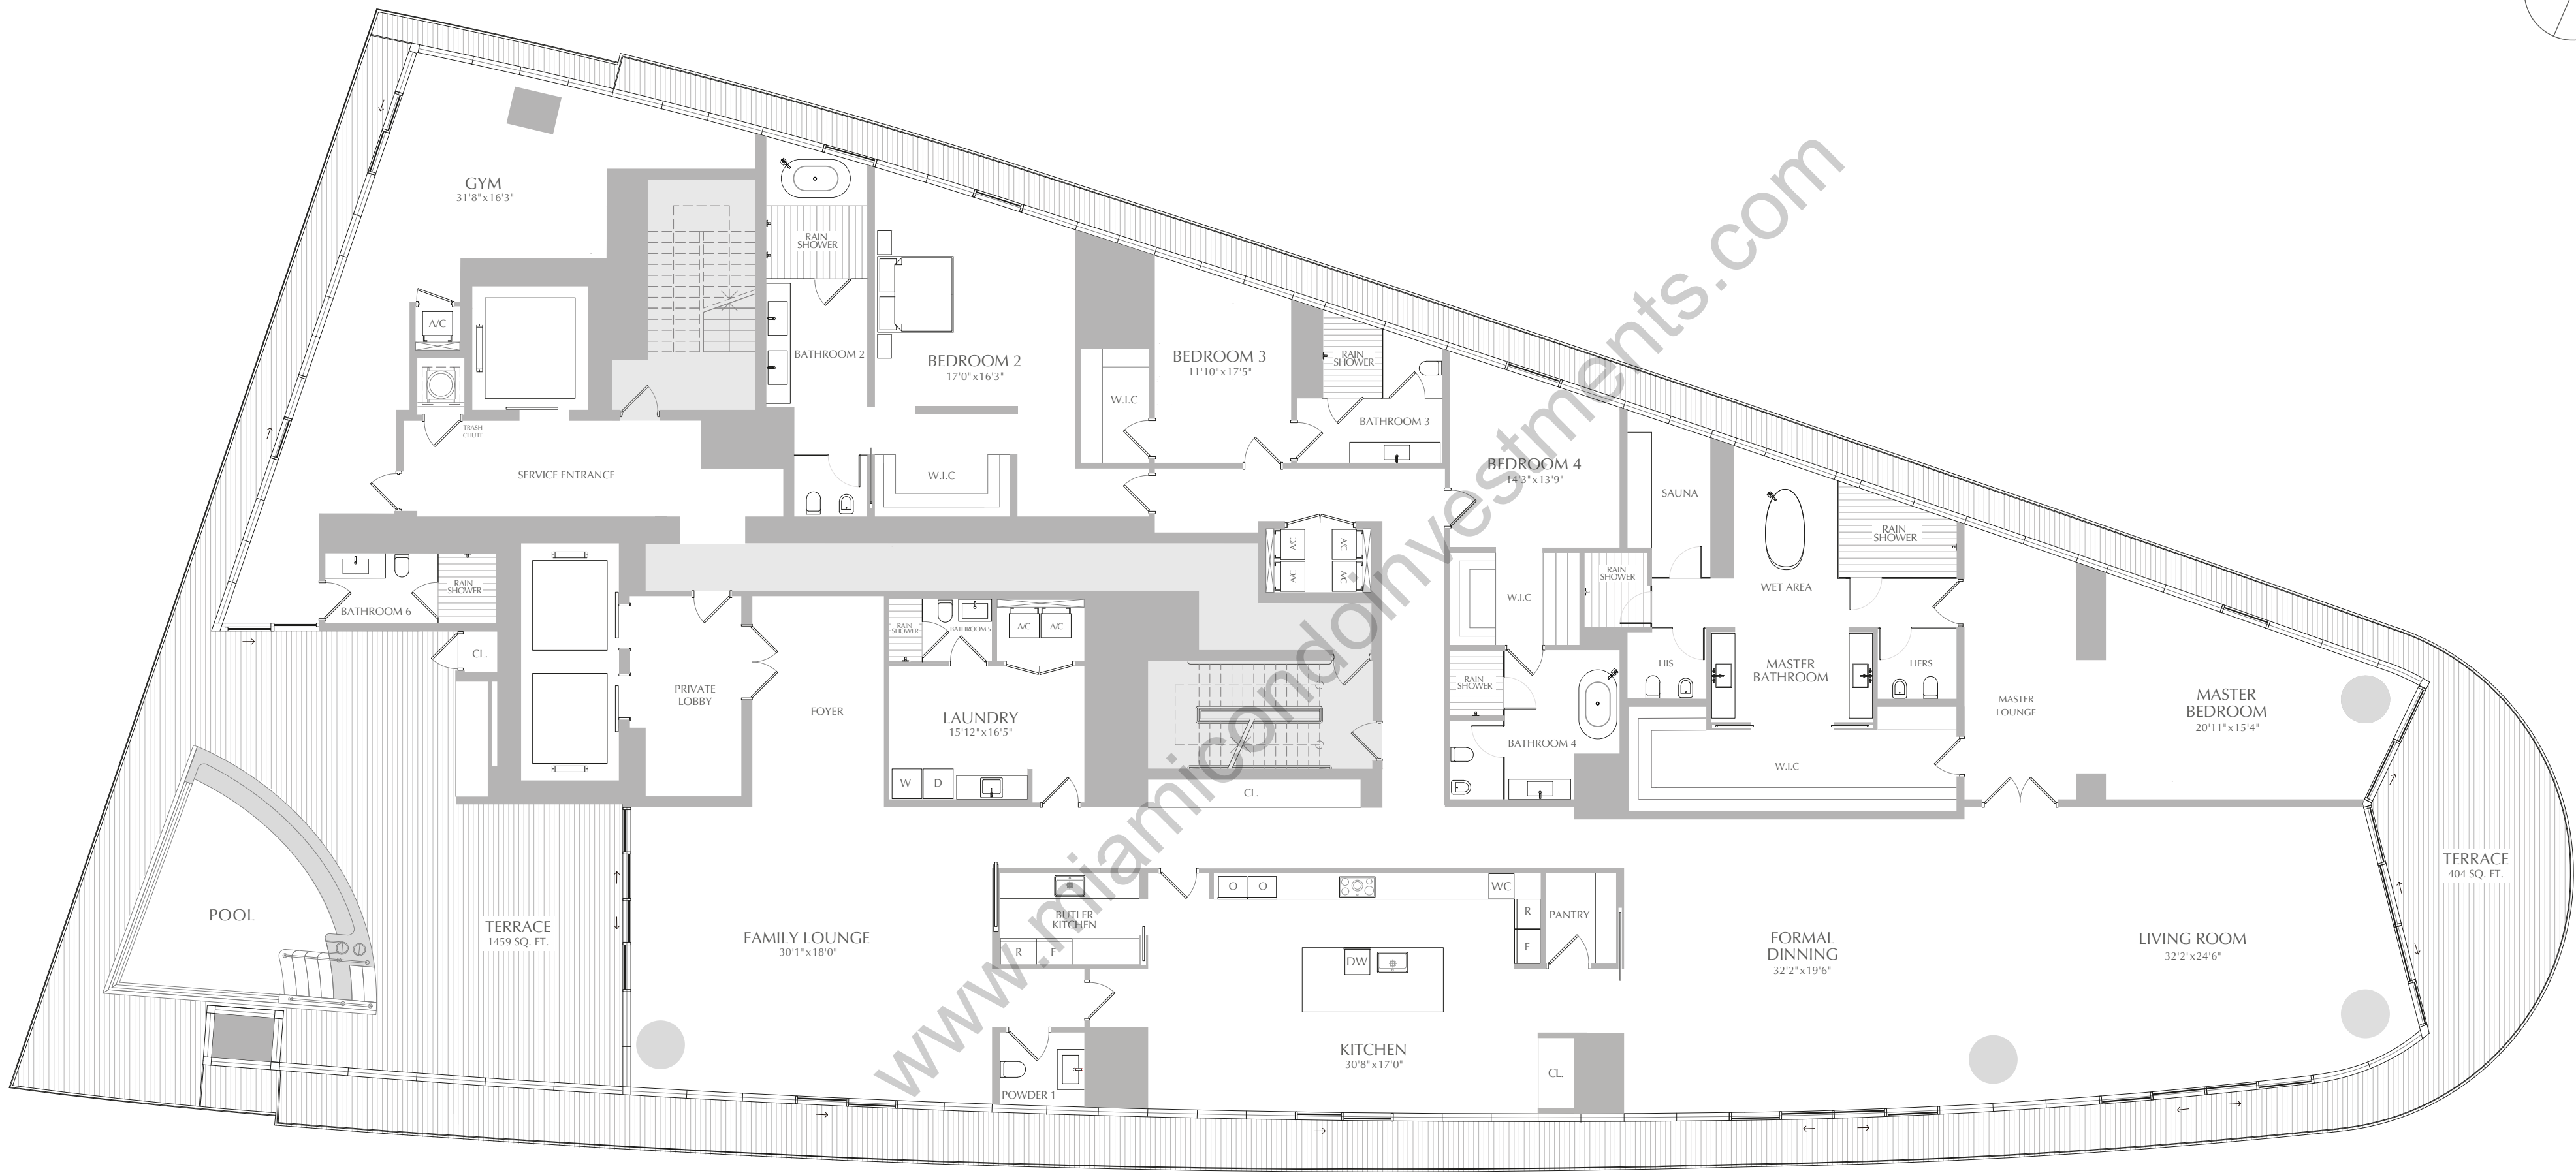 GYM
31'8"x16'3"
A/C
TRASH
CHUTE
SERVICE ENTRANCE
RAIN
SHOWER
BATHROOM 2
BEDROOM 2
17'0"x16'3"
W.I.C
W.I.C
BEDROOM 3
11'10"x17'5"
RAIN
SHOWER
BATHROOM 3
BEDROOM 4
14'3"x13'9"
SAUNA
RAIN
SHOWER
WET AREA
A/C
A/C
A/C
A/C
RAIN
SHOWER
W.I.C
RAIN
SHOWER
BATHROOM 6
CL.
PRIVATE
LOBBY
FOYER
RAIN
SHOWER
BATHROOM 5
A/C
A/C
LAUNDRY
15'12"x16'5"
W
D
CL.
RAIN
SHOWER
BATHROOM 4
HIS
MASTER
BATHROOM
HERS
W.I.C
MASTER
LOUNGE
MASTER
BEDROOM
20'11"x15'4"
TERRACE
404 SQ. FT.
POOL
TERRACE
1459 SQ. FT.
FAMILY LOUNGE
30'1"x18'0"
BUTLER
KITCHEN
R
F
O
O
WC
R
F
PANTRY
DW
KITCHEN
30'8"x17'0"
CL.
POWDER 1
FORMAL
DINNING
32'2"x19'6"
LIVING ROOM
32'2'x24'6"
www.miamicondoinvestments.com